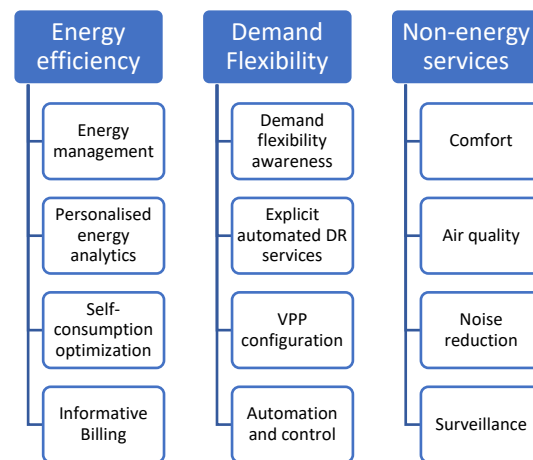 Energy
efficiency
Energy
management
Personalised
energy
analytics
Self-
consumption
optimization
Informative
Billing
Demand
Flexibility
Demand
flexibility
awareness
Explicit
automated DR
services
VPP
configuration
Automation
and control
Non-energy
services
Comfort
Air quality
Noise
reduction
Surveillance